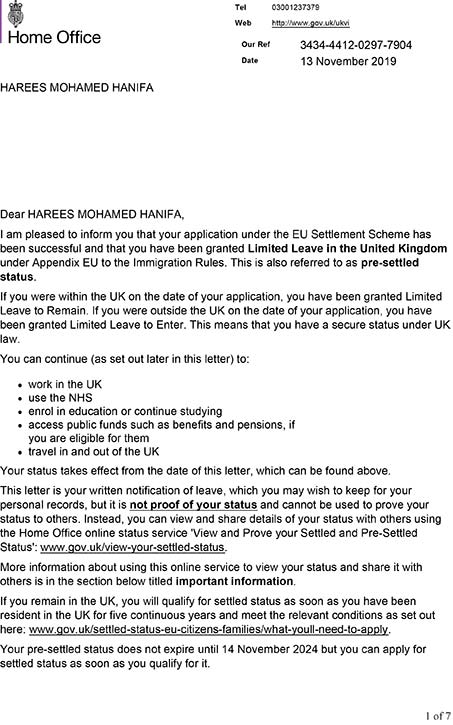 Tel 03001237379
Web http://www.gov.uk/ukvi
Home Office
Our Ref 3434-4412-0297-7904
Date 13 November 2019
HAREES MOHAMED HANIFA
Dear HAREES MOHAMED HANIFA,
I am pleased to inform you that your application under the EU Settlement Scheme has
been successful and that you have been granted Limited Leave in the United Kingdom
under Appendix EU to the Immigration Rules. This is also referred to as pre-settled
status.
If you were within the UK on the date of your application, you have been granted Limited
Leave to Remain. If you were outside the UK on the date of your application, you have
been granted Limited Leave to Enter. This means that you have a secure status under UK
law.
You can continue (as set out later in this letter) to:
• work in the UK
• use the NHS
• enrol in education or continue studying
• access public funds such as benefits and pensions, if
you are eligible for them
• travel in and out of the UK
Your status takes effect from the date of this letter, which can be found above.
This letter is your written notification of leave, which you may wish to keep for your
personal records, but it is not proof of your status and cannot be used to prove your
status to others. Instead, you can view and share details of your status with others using
the Home Office online status service 'View and Prove your Settled and Pre-Settled
Status': www.gov.uk/view-your-settled-status.
More information about using this online service to view your status and share it with
others is in the section below titled important information.
If you remain in the UK, you will qualify for settled status as soon as you have been
resident in the UK for five continuous years and meet the relevant conditions as set out
here: www.gov.uk/settled-status-eu-citizens-families/what-youll-need-to-apply.
Your pre-settled status does not expire until 14 November 2024 but you can apply for
settled status as soon as you qualify for it.
1 of 7